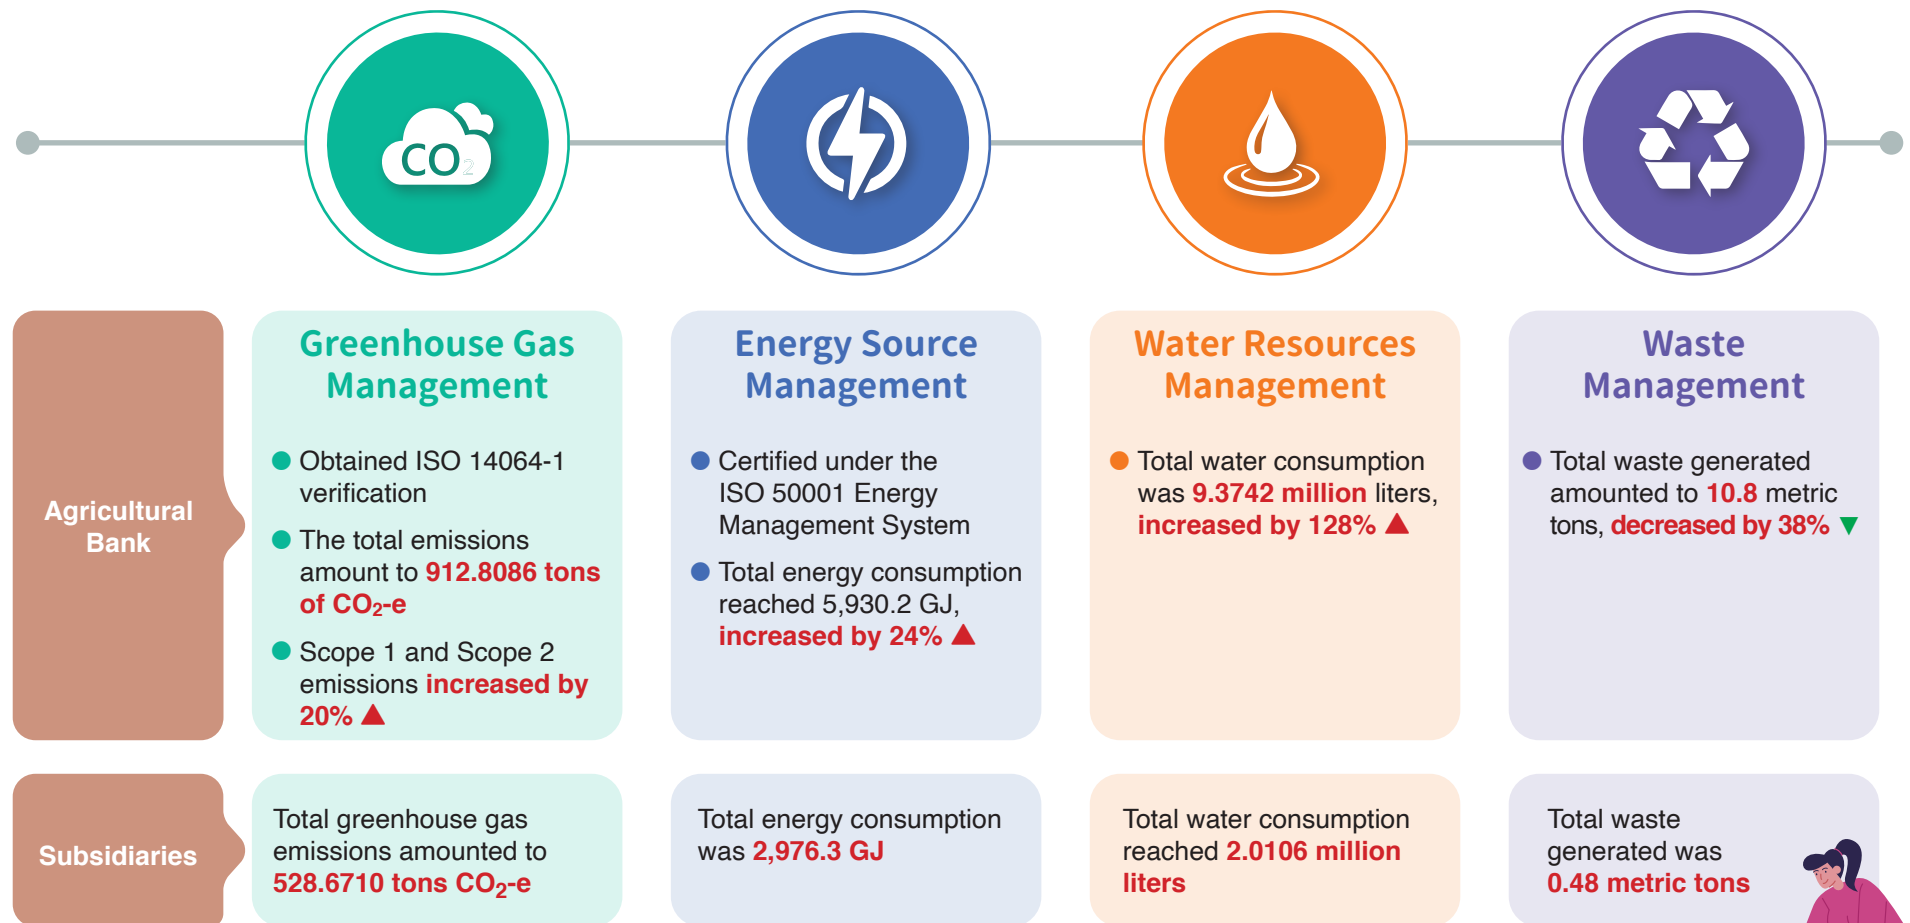 CO2
Greenhouse Gas
Management
Energy Source
Management
Water Resources
Management
Waste
Management
Agricultural
Bank
● Obtained ISO 14064-1
verification
● The total emissions
amount to 912.8086 tons
of CO₂-e
● Scope 1 and Scope 2
emissions increased by
20% ▲
● Certified under the
ISO 50001 Energy
Management System
● Total energy consumption
reached 5,930.2 GJ,
increased by 24% ▲
● Total water consumption
was 9.3742 million liters,
increased by 128% ▲
● Total waste generated
amounted to 10.8 metric
tons, decreased by 38% ▼
Subsidiaries
Total greenhouse gas
emissions amounted to
528.6710 tons CO₂-e
Total energy consumption
was 2,976.3 GJ
Total water consumption
reached 2.0106 million
liters
Total waste
generated was
0.48 metric tons